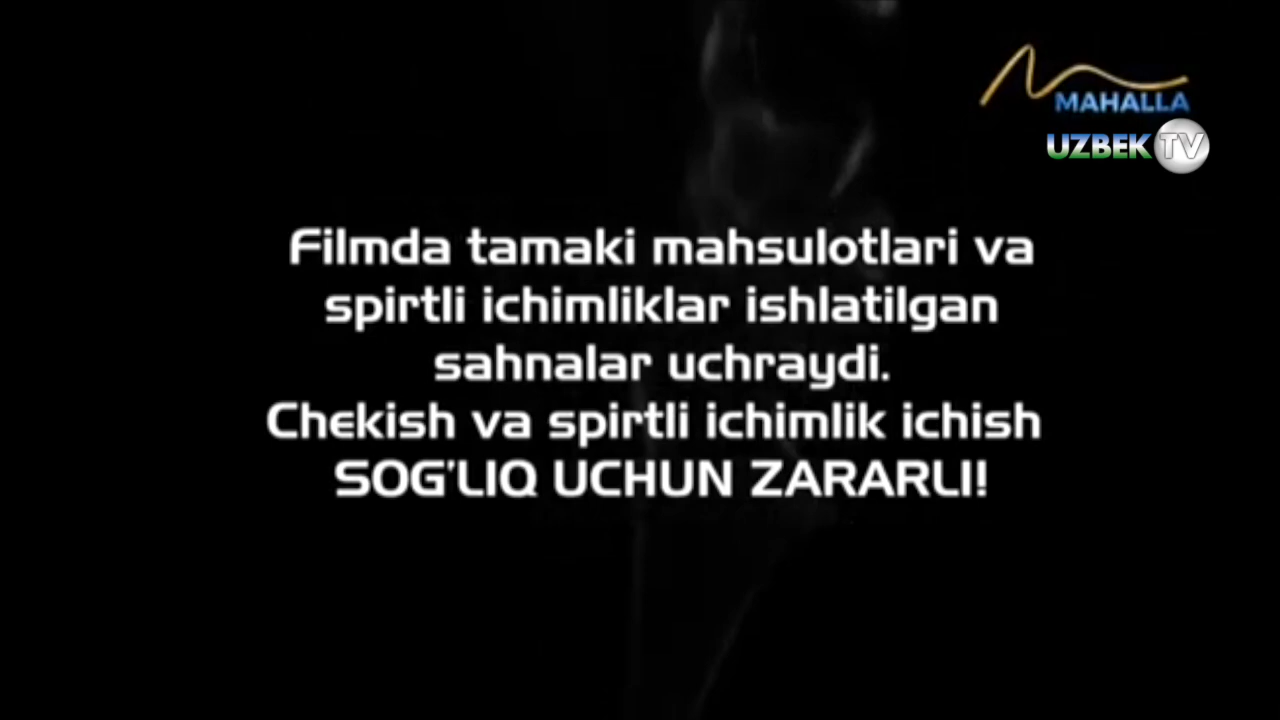 MAHALLA
UZBEK TV
Filmda tamaki mahsulotlari va
spirtli ichimliklar ishlatilgan
sahnalar uchraydi.
Chekish va spirtli ichimlik ichish
SOG'LIQ UCHUN ZARARLI!